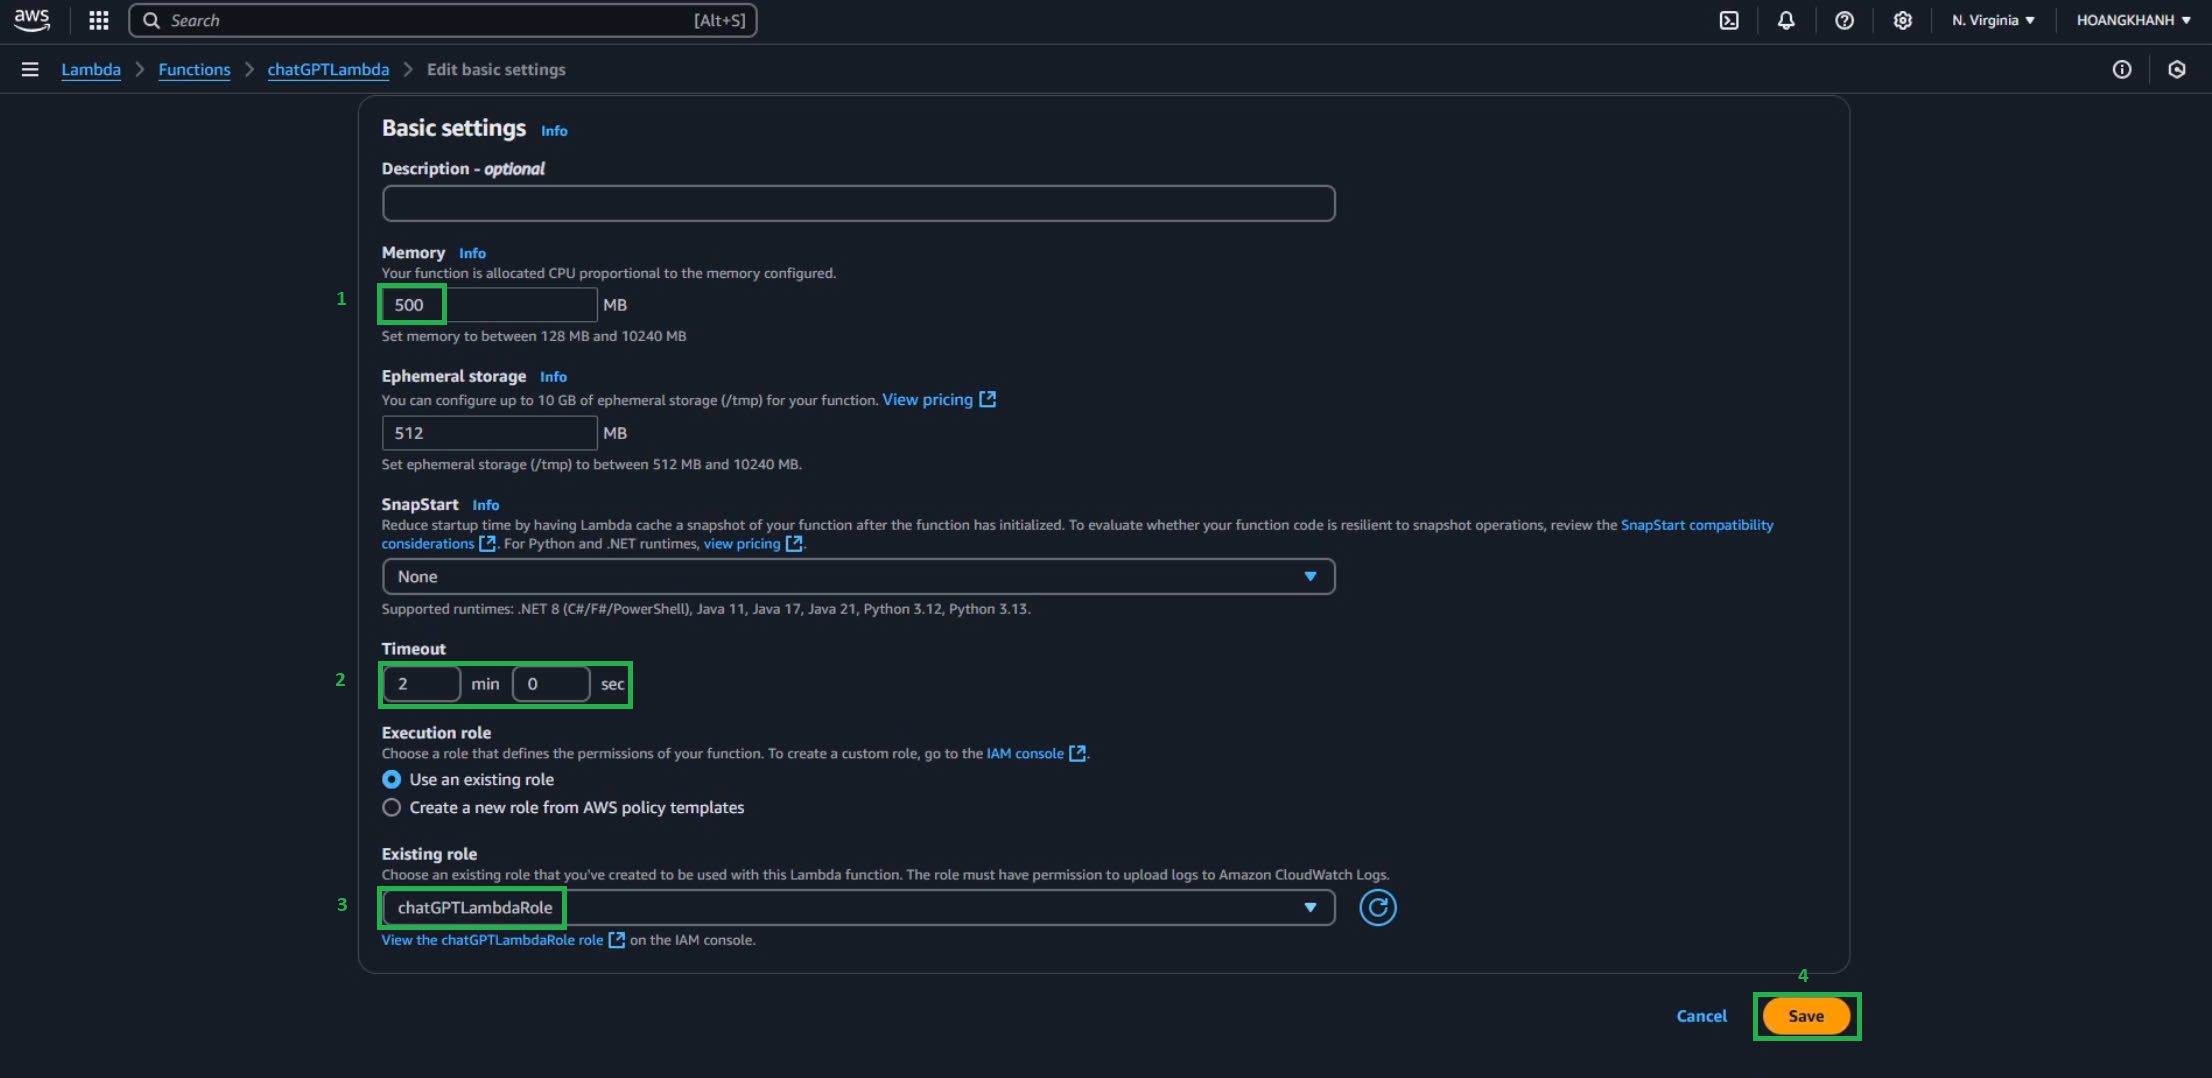 aws
Search [Alt+S]
N. Virginia
HOANGKHANH
Lambda
Functions
chatGPTLambda
Edit basic settings
Basic settings Info
Description - optional
Memory Info
Your function is allocated CPU proportional to the memory configured.
1
500 MB
Set memory to between 128 MB and 10240 MB
Ephemeral storage Info
You can configure up to 10 GB of ephemeral storage (/tmp) for your function. View pricing
512 MB
Set ephemeral storage (/tmp) to between 512 MB and 10240 MB.
SnapStart Info
Reduce startup time by having Lambda cache a snapshot of your function after the function has initialized. To evaluate whether your function code is resilient to snapshot operations, review the SnapStart compatibility
considerations . For Python and .NET runtimes, view pricing .
None
Supported runtimes: .NET 8 (C#/F#/PowerShell), Java 11, Java 17, Java 21, Python 3.12, Python 3.13.
Timeout
2
2 min 0 sec
Execution role
Choose a role that defines the permissions of your function. To create a custom role, go to the IAM console .
Use an existing role
Create a new role from AWS policy templates
Existing role
Choose an existing role that you've created to be used with this Lambda function. The role must have permission to upload logs to Amazon CloudWatch Logs.
3
chatGPTLambdaRole
View the chatGPTLambdaRole role on the IAM console.
4
Cancel
Save